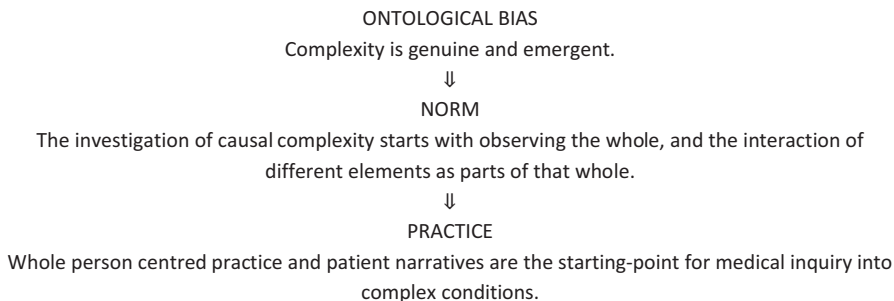 ONTOLOGICAL BIAS
Complexity is genuine and emergent.
⇓
NORM
The investigation of causal complexity starts with observing the whole, and the interaction of
different elements as parts of that whole.
⇓
PRACTICE
Whole person centred practice and patient narratives are the starting-point for medical inquiry into
complex conditions.